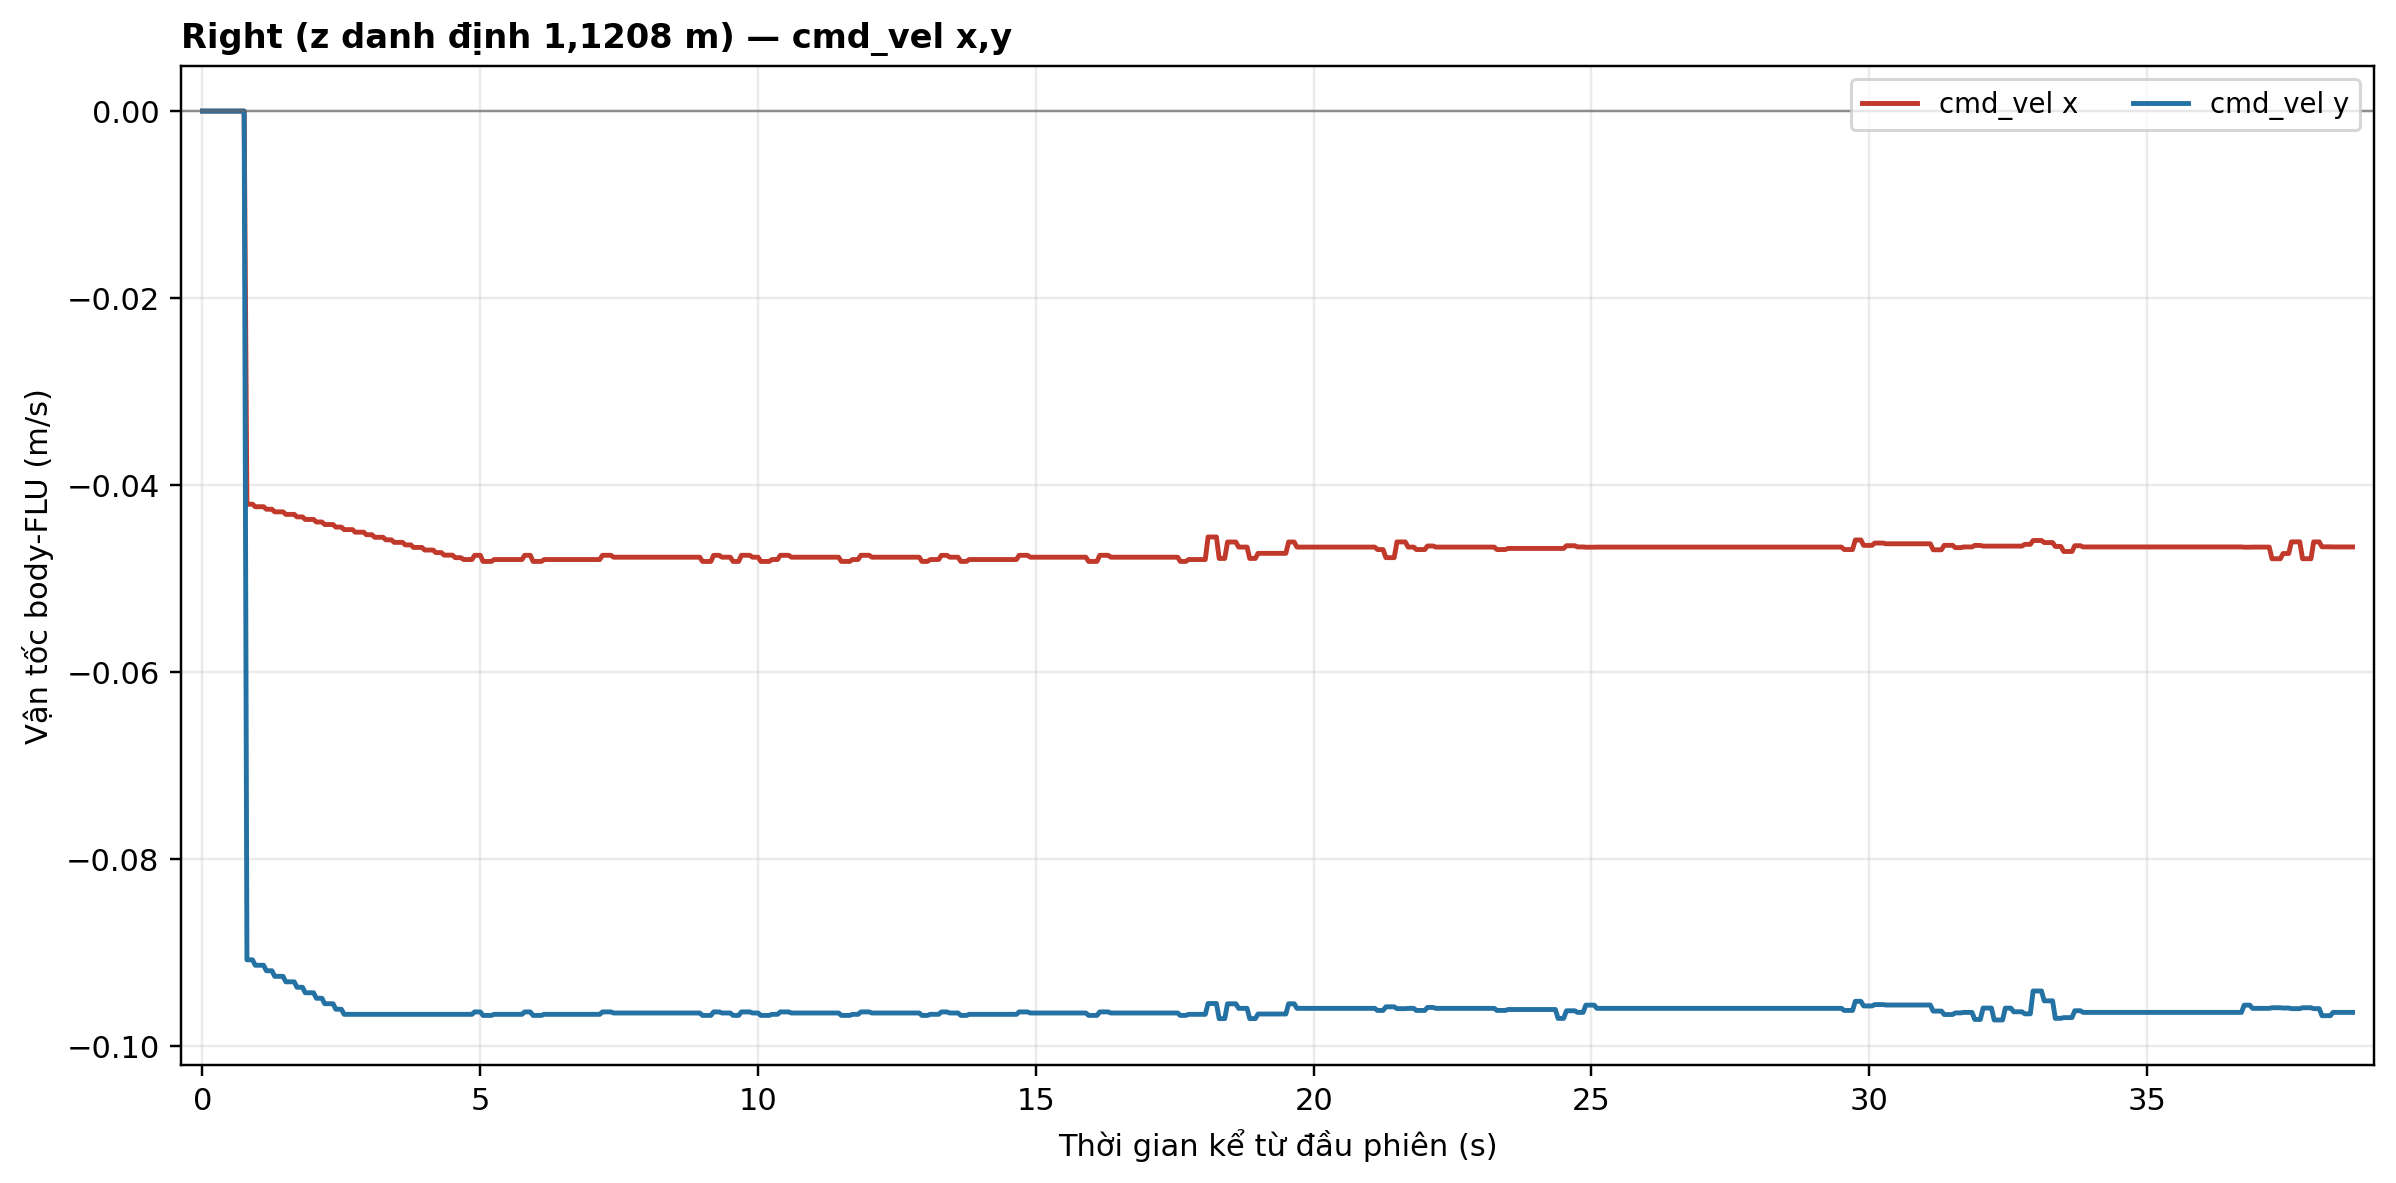 Right (z danh định 1,1208 m) — cmd_vel x,y
cmd_vel x
cmd_vel y
Vận tốc body-FLU (m/s)
0.00
−0.02
−0.04
−0.06
−0.08
−0.10
0
5
10
15
20
25
30
35
Thời gian kể từ đầu phiên (s)